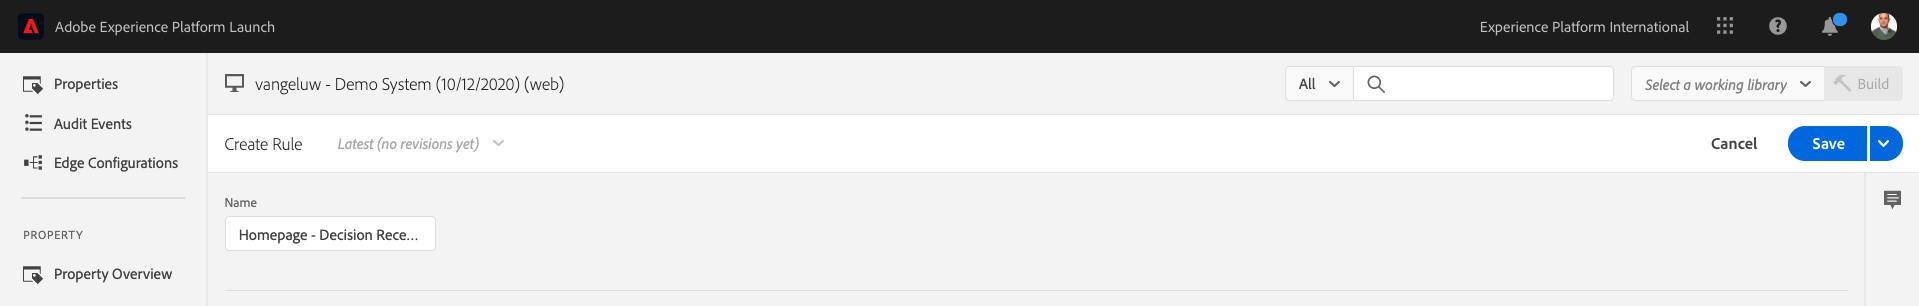 Adobe Experience Platform Launch
Experience Platform International
Properties
Audit Events
Edge Configurations
PROPERTY
Property Overview
vangeluw - Demo System (10/12/2020) (web)
All
Select a working library
Build
Create Rule
Latest (no revisions yet)
Cancel
Save
Name
Homepage - Decision Rece...